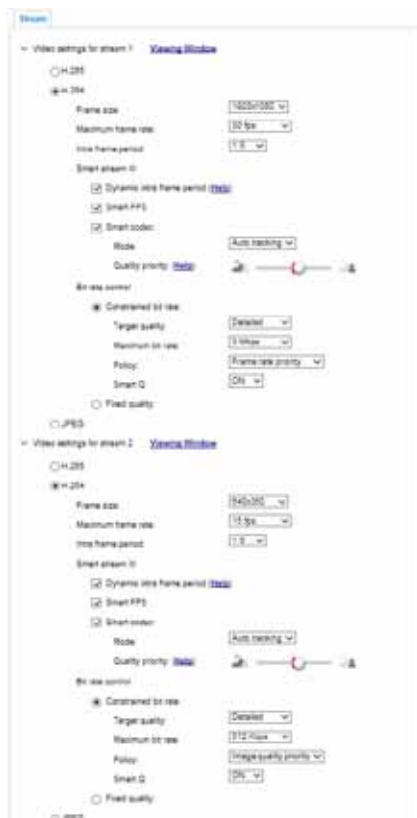 Stream
Video settings for stream 1 Viewing Window
H.265
H.264
Frame size: 1920x1080
Maximum frame rate: 30 fps
Intra frame period: 1 S
Smart stream III
Dynamic intra frame period (Help)
Smart FPS
Smart codec:
Mode: Auto tracking
Quality priority: (Help)
Bit rate control
Constrained bit rate:
Target quality: Detailed
Maximum bit rate: Mbps
Policy: Frame rate priority
Smart Q: ON
Fixed quality:
JPEG
Video settings for stream 2 Viewing Window
H.265
H.264
Frame size: 640x360
Maximum frame rate: 15 fps
Intra frame period: 1 S
Smart stream III
Dynamic intra frame period (Help)
Smart FPS
Smart codec:
Mode: Auto tracking
Quality priority: (Help)
Bit rate control
Constrained bit rate:
Target quality: Detailed
Maximum bit rate: 512 Kbps
Policy: Image quality priority
Smart Q: ON
Fixed quality:
JPEG